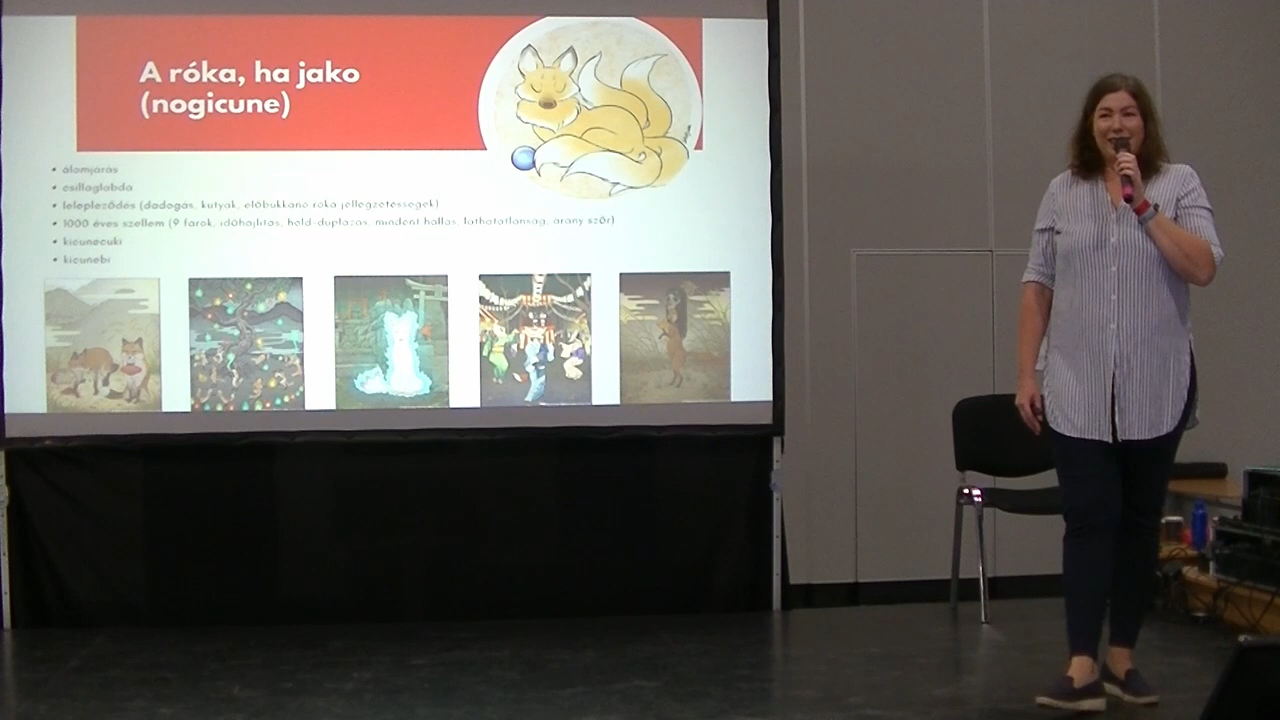 A róka, ha jako
(nogicune)
álomjárás
csillaglabda
lelepleződés (dadogás, kutyák, előbukkanó róka jellegzetességek)
1000 éves szellem (9 farok, időhajlítás, hold-duplázás, mindent hallás, láthatatlanság, arany szőr)
kicunecuki
kicunebi